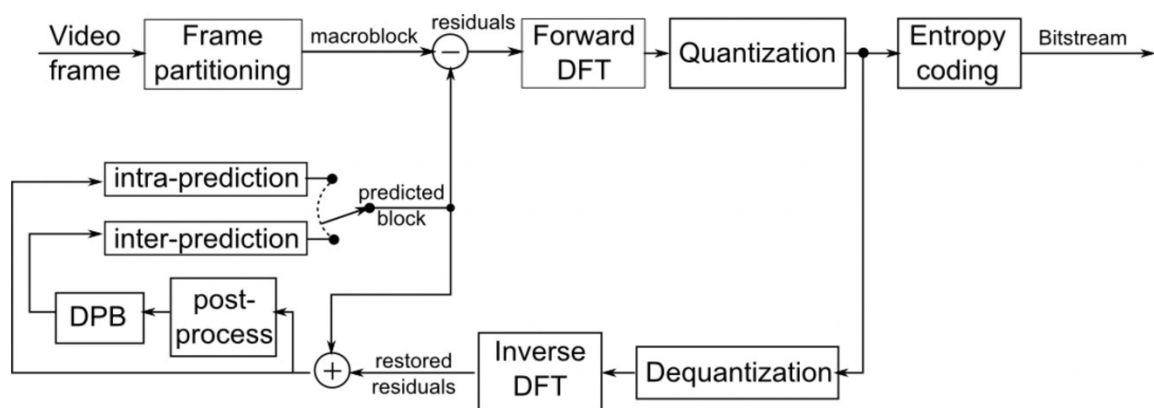 Video
frame
Frame
partitioning
macroblock
−
residuals
Forward
DFT
Quantization
Entropy
coding
Bitstream
intra-prediction
inter-prediction
predicted
block
DPB
post-
process
+
restored
residuals
Inverse
DFT
Dequantization